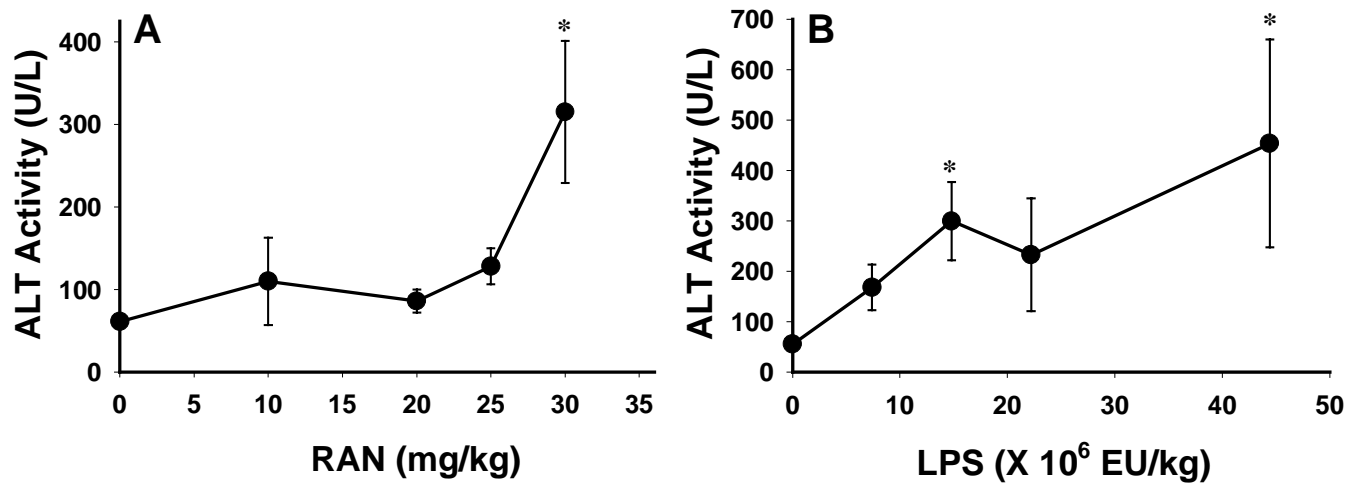 A
ALT Activity (U/L)
400
300
200
100
0
*
0 5 10 15 20 25 30 35
RAN (mg/kg)
B
ALT Activity (U/L)
700
600
500
400
300
200
100
0
*
*
0 10 20 30 40 50
LPS (X 10⁶ EU/kg)